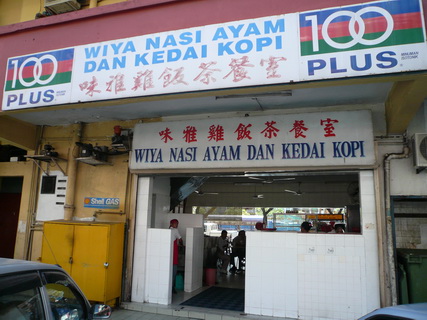 100 PLUS
WIYA NASI AYAM
DAN KEDAI KOPI
味雅雞飯茶餐室
100 PLUS
味雅雞飯茶餐室
WIYA NASI AYAM DAN KEDAI KOPI
Shell GAS